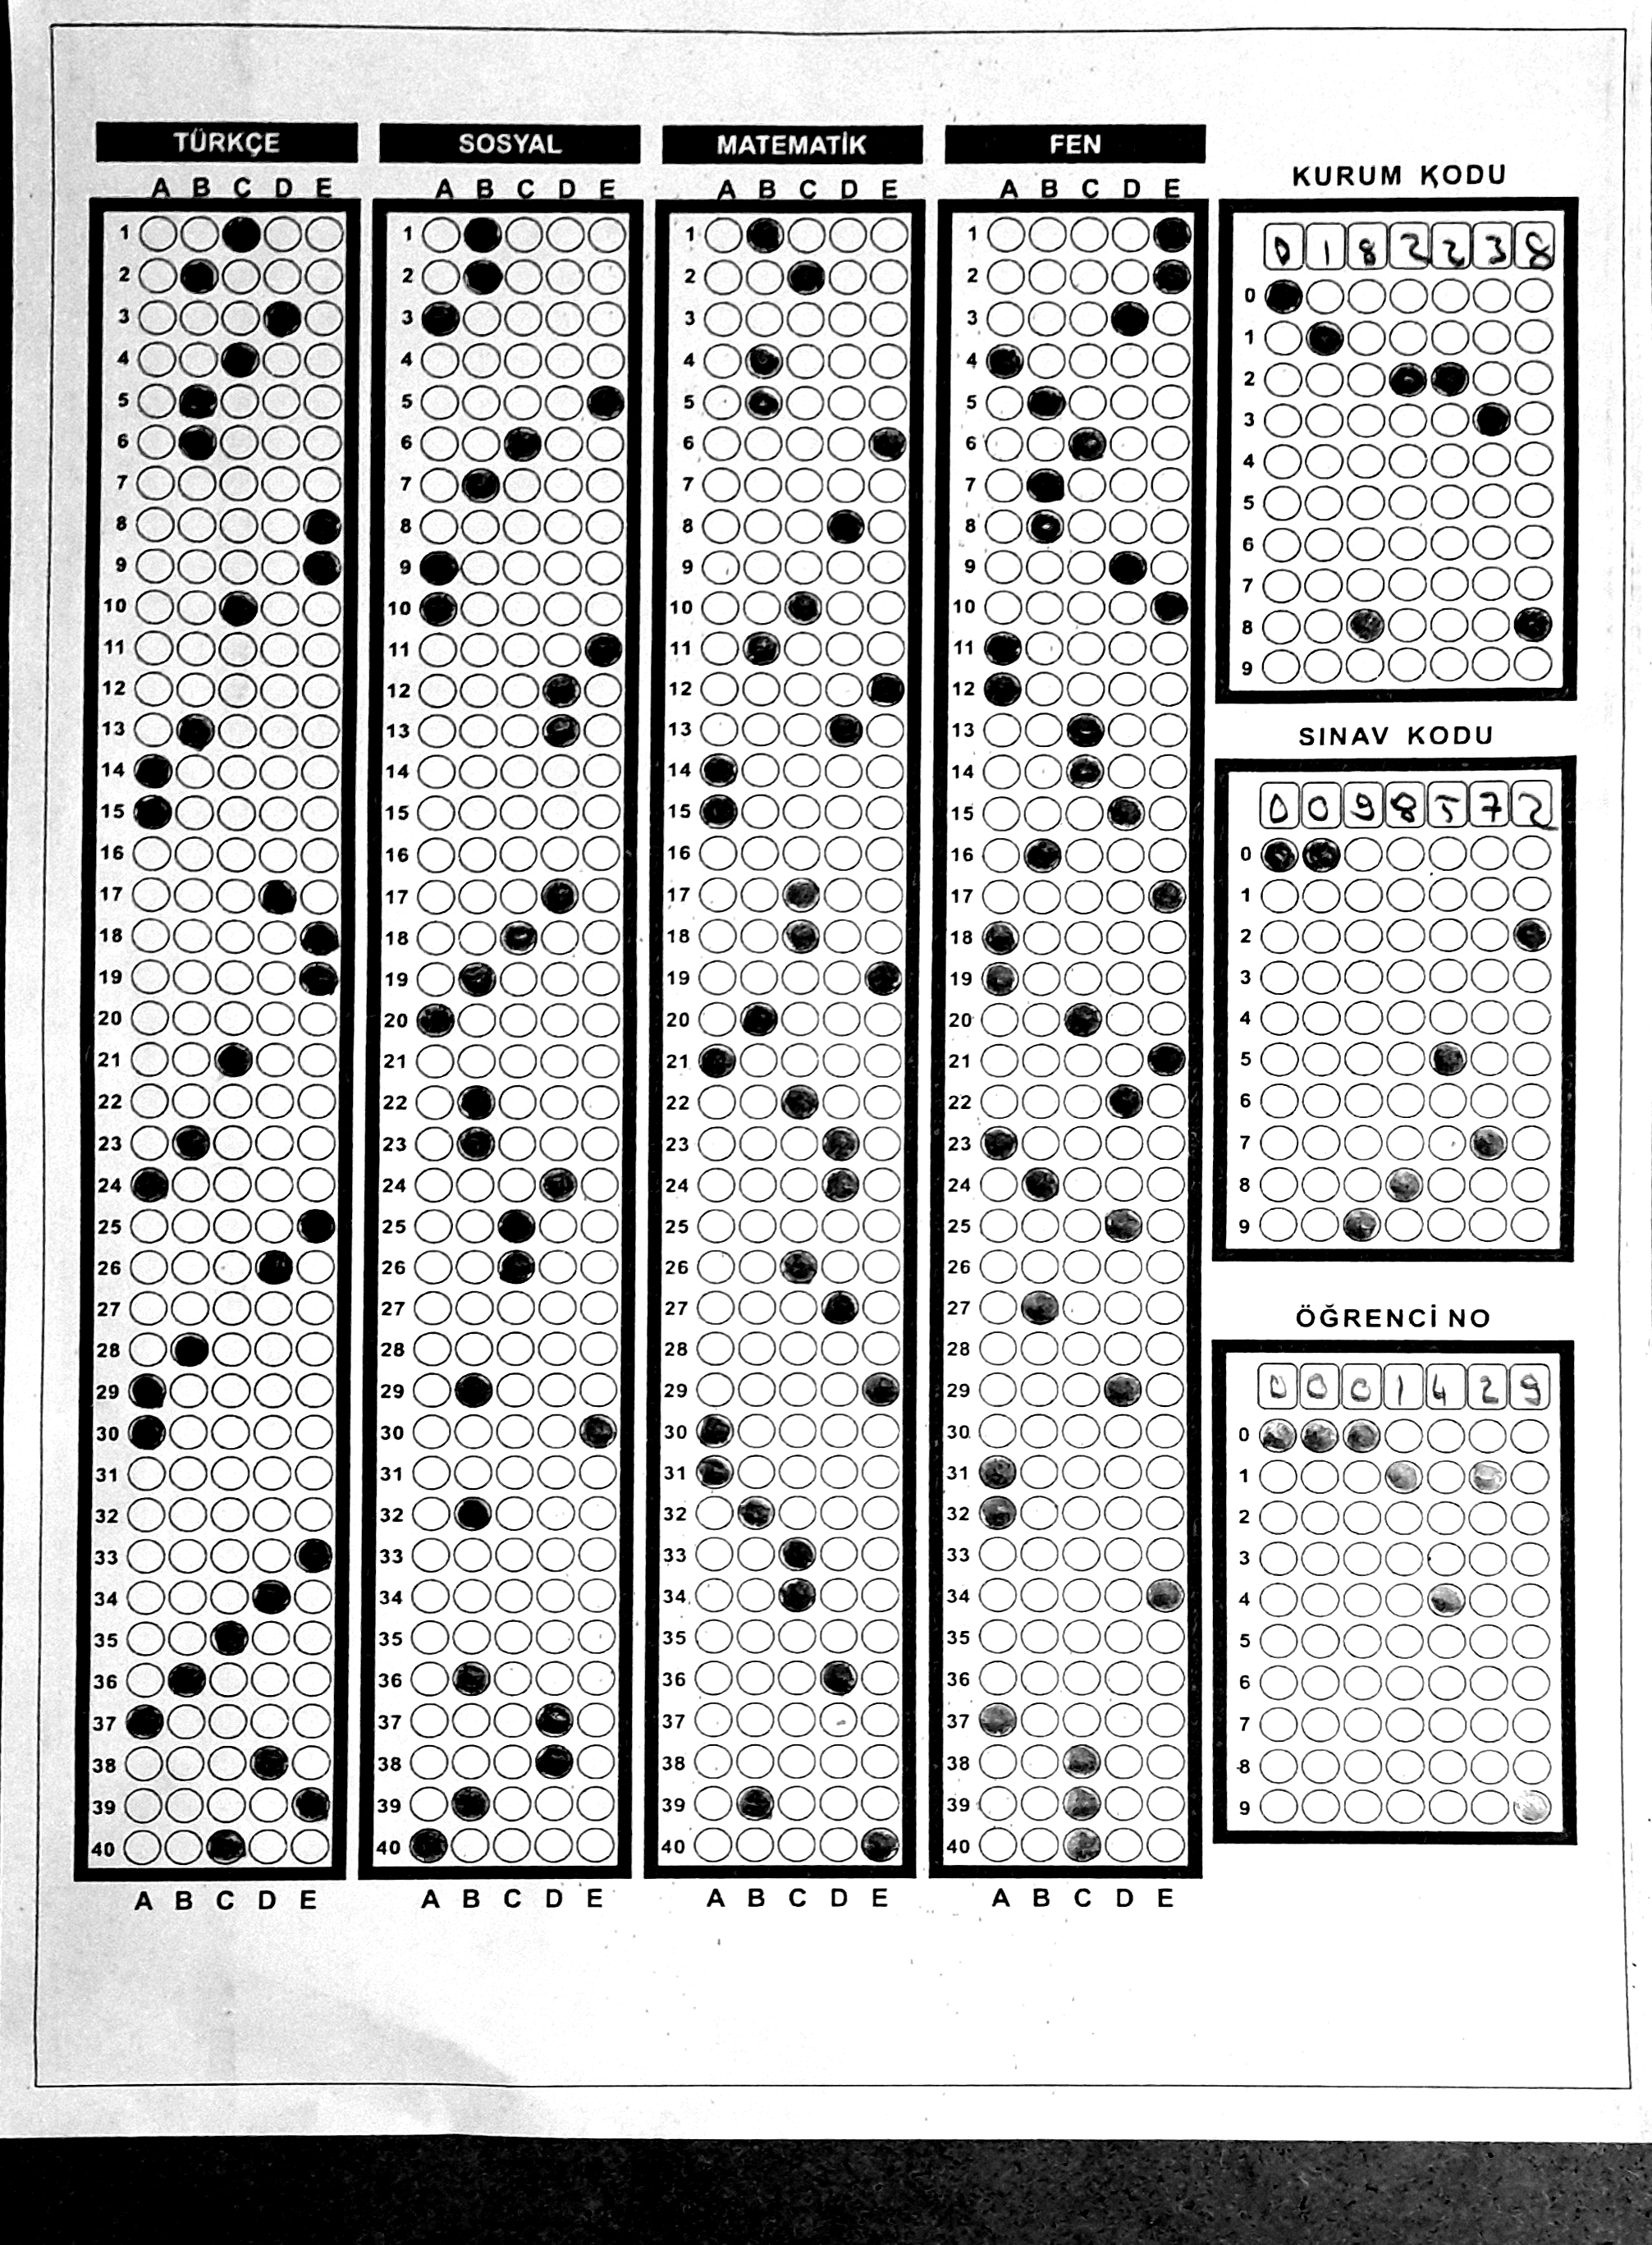 TÜRKÇE SOSYAL MATEMATİK FEN
KURUM KODU
A B C D E A B C D E A B C D E A B C D E
0 1 8 2 2 3 8
1 1 1 1
2 2 2 2
3 3 3 3
4 4 4 4
5 5 5 5
6 6 6 6
7 7 7 7
8 8 8 8
9 9 9 9
10 10 10 10
11 11 11 11
12 12 12 12
13 13 13 13
14 14 14 14
15 15 15 15
16 16 16 16
17 17 17 17
18 18 18 18
19 19 19 19
20 20 20 20
21 21 21 21
22 22 22 22
23 23 23 23
24 24 24 24
25 25 25 25
26 26 26 26
27 27 27 27
28 28 28 28
29 29 29 29
30 30 30 30
31 31 31 31
32 32 32 32
33 33 33 33
34 34 34 34
35 35 35 35
36 36 36 36
37 37 37 37
38 38 38 38
39 39 39 39
40 40 40 40
A B C D E A B C D E A B C D E A B C D E
0
1
2
3
4
5
6
7
8
9
SINAV KODU
0 0 9 8 5 7 2
0
1
2
3
4
5
6
7
8
9
ÖĞRENCİ NO
0 0 0 1 4 2 9
0
1
2
3
4
5
6
7
8
9